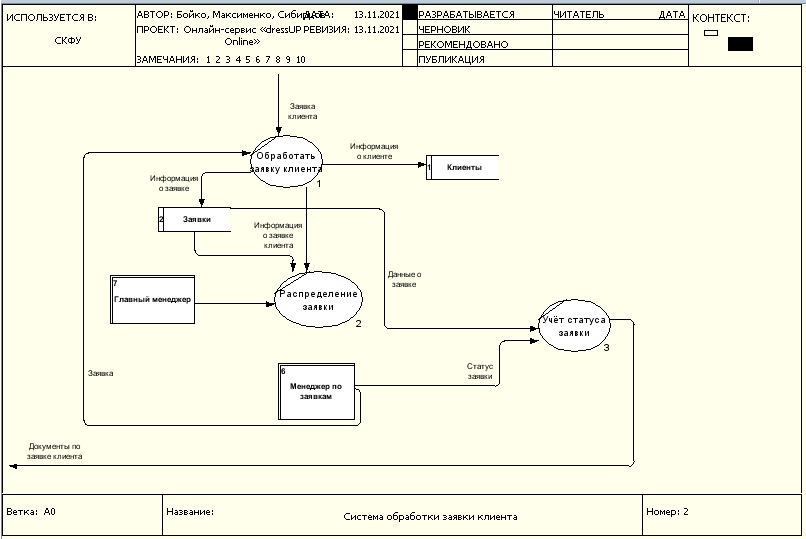 ИСПОЛЬЗУЕТСЯ В:
СКФУ
АВТОР: Бойко, Максименко, Сибирцев
ДАТА: 13.11.2021
ПРОЕКТ: Онлайн-сервис «dressUP
Online»
РЕВИЗИЯ: 13.11.2021
ЗАМЕЧАНИЯ: 1 2 3 4 5 6 7 8 9 10
РАЗРАБАТЫВАЕТСЯ
ЧЕРНОВИК
РЕКОМЕНДОВАНО
ПУБЛИКАЦИЯ
ЧИТАТЕЛЬ ДАТА
КОНТЕКСТ:
Заявка
клиента
Обработать
заявку клиента
1
Информация
о клиенте
1 Клиенты
Информация
о заявке
2 Заявки
Информация
о заявке
клиента
Данные о
заявке
7
Главный менеджер
Распределение
заявки
2
Учёт статуса
заявки
3
Заявка
6
Менеджер по
заявкам
Статус
заявки
Документы по
заявке клиента
Ветка: A0
Название:
Система обработки заявки клиента
Номер: 2